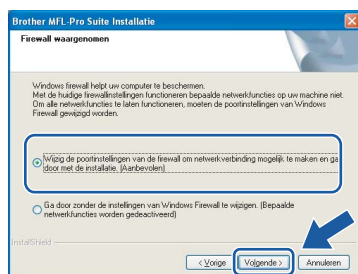 Brother MFL-Pro Suite Installatie
Firewall waargenomen
Windows firewall helpt uw computer te beschermen.
Met de huidige firewallinstellingen functioneren bepaalde netwerkfuncties op uw machine niet.
Om alle netwerkfuncties te laten functioneren, moeten de poortinstellingen van Windows
Firewall gewijzigd worden.
Wijzig de poortinstellingen van de firewall om netwerkverbinding mogelijk te maken en ga
door met de installatie. (Aanbevolen)
Ga door zonder de instellingen van Windows Firewall te wijzigen. (Bepaalde
netwerkfuncties worden gedeactiveerd)
InstallShield
< Vorige
Volgende >
Annuleren